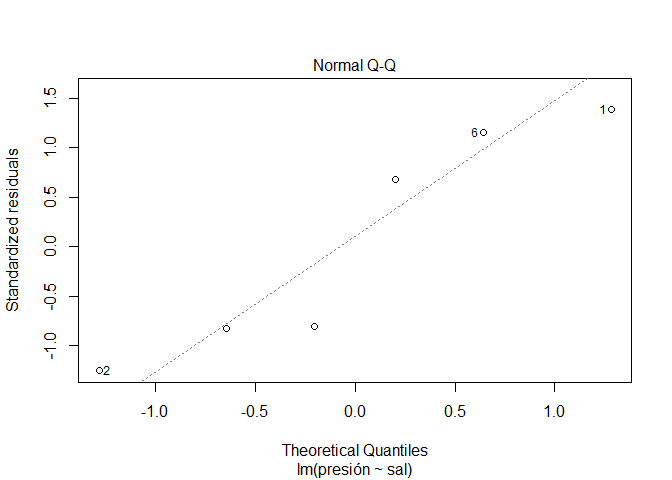 Normal Q-Q
1.5
1.0
0.5
0.0
-0.5
-1.0
Standardized residuals
1
6
2
-1.0 -0.5 0.0 0.5 1.0
Theoretical Quantiles
lm(presión ~ sal)